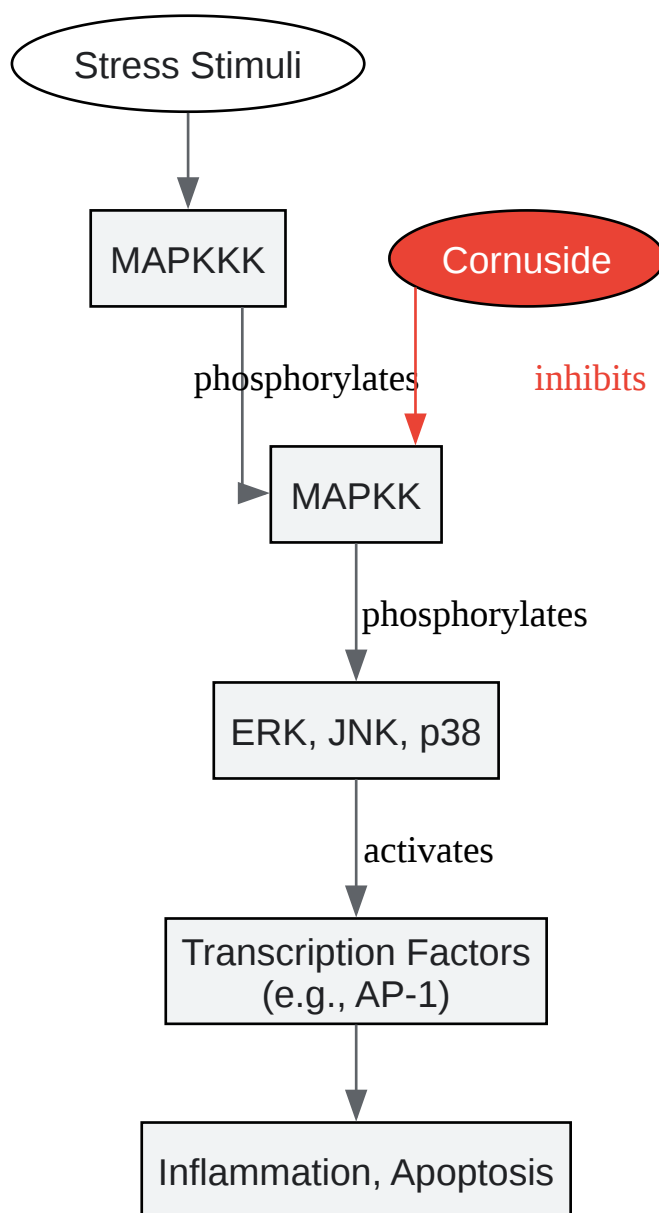 Stress Stimuli
MAPKKK
Cornuside
phosphorylates
inhibits
MAPKK
phosphorylates
ERK, JNK, p38
activates
Transcription Factors
(e.g., AP-1)
Inflammation, Apoptosis